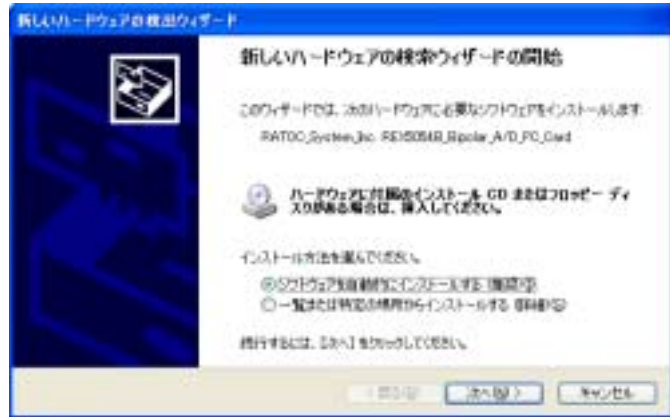 新しいハードウェアの検出ウィザード
新しいハードウェアの検索ウィザードの開始
このウィザードでは、次のハードウェアに必要なソフトウェアをインストールします:
RATOC_System_Inc. REX5054B_Bipolar_A/D_PC_Card
ハードウェアに付属のインストール CD またはフロッピー ディ
スクがある場合は、挿入してください。
インストール方法を選んでください。
ソフトウェアを自動的にインストールする (推奨)(I)
一覧または特定の場所からインストールする (詳細)(S)
続行するには、[次へ] をクリックしてください。
< 戻る(B)
次へ(N) >
キャンセル